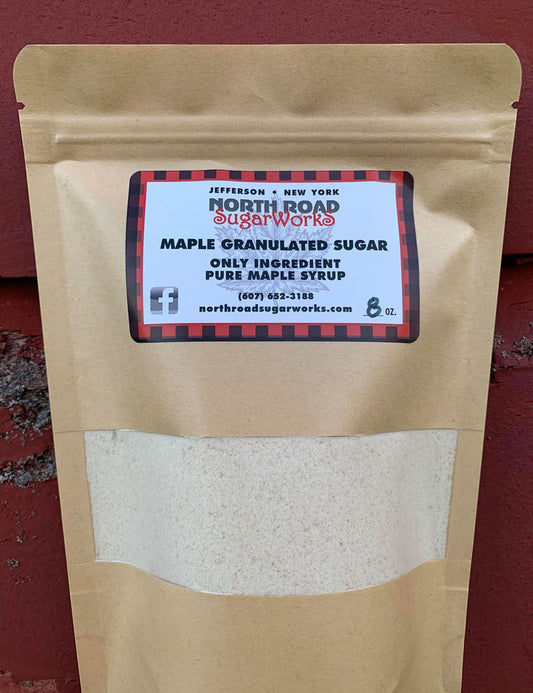 JEFFERSON • NEW YORK
NORTH ROAD
SugarWorkS
MAPLE GRANULATED SUGAR
ONLY INGREDIENT
PURE MAPLE SYRUP
(607) 652-3188
northroadsugarworks.com
8 OZ.